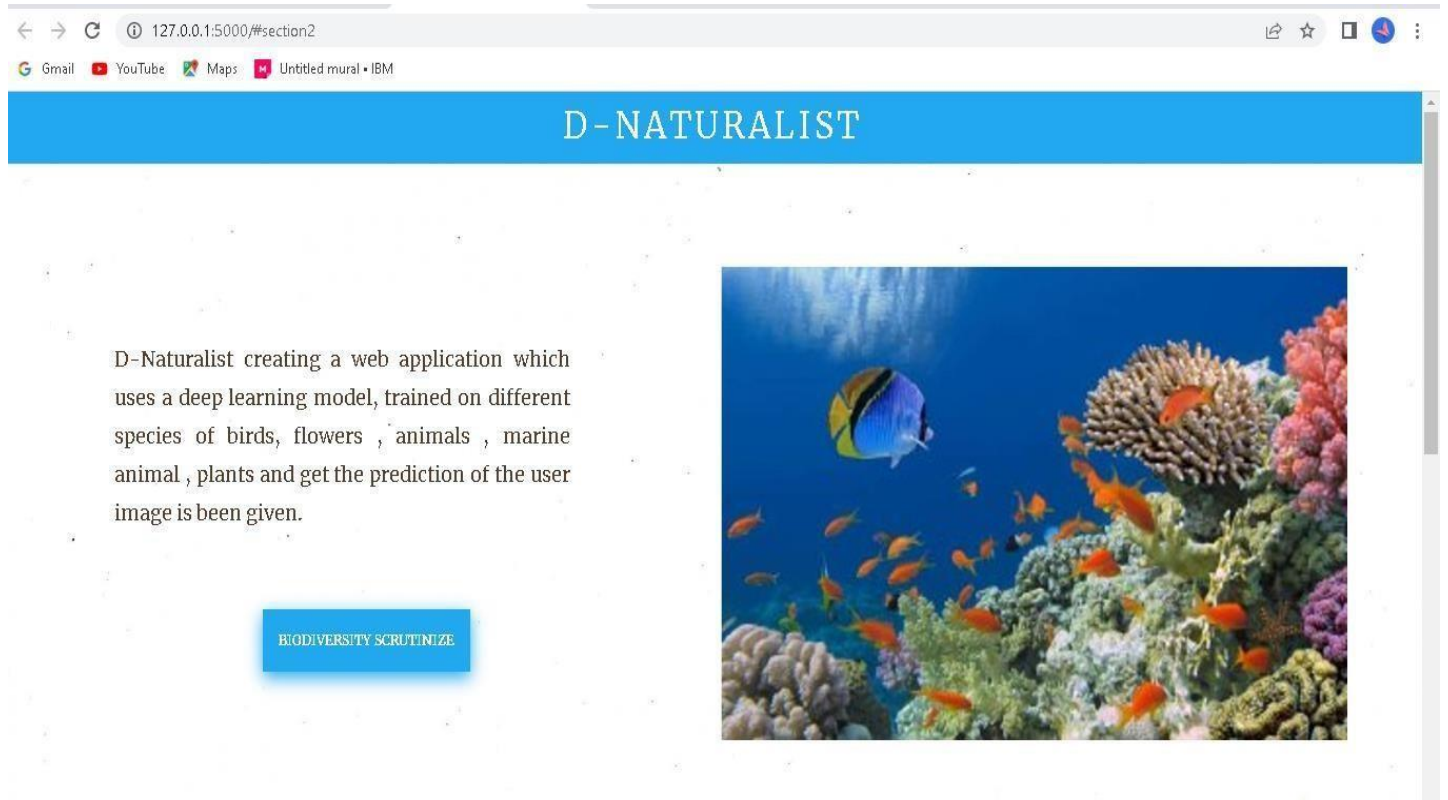 127.0.0.1:5000/#section2
Gmail YouTube Maps Untitled mural • IBM
D-NATURALIST
D-Naturalist creating a web application which
uses a deep learning model, trained on different
species of birds, flowers , animals , marine
animal , plants and get the prediction of the user
image is been given.
BIODIVERSITY SCRUTINIZE